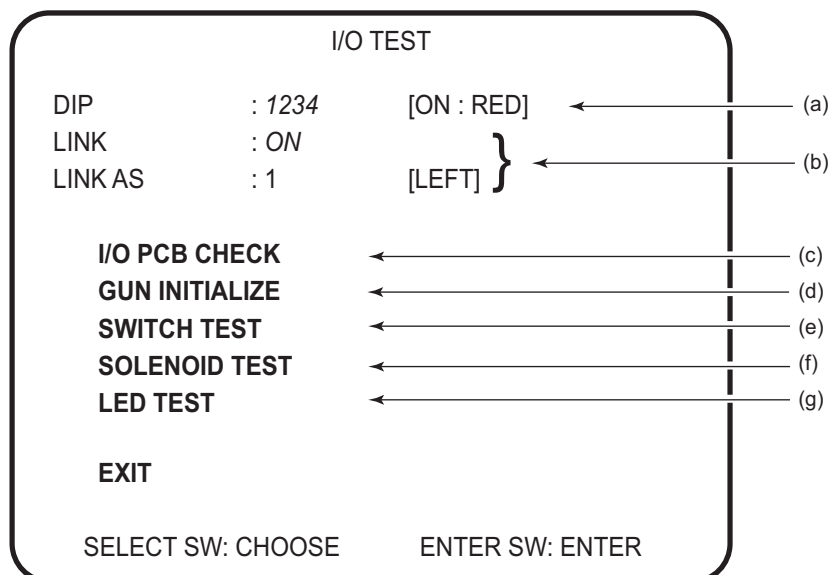 I/O TEST
DIP : 1234 [ON : RED] (a)
LINK : ON
LINK AS : 1 [LEFT] } (b)
I/O PCB CHECK (c)
GUN INITIALIZE (d)
SWITCH TEST (e)
SOLENOID TEST (f)
LED TEST (g)
EXIT
SELECT SW: CHOOSE ENTER SW: ENTER